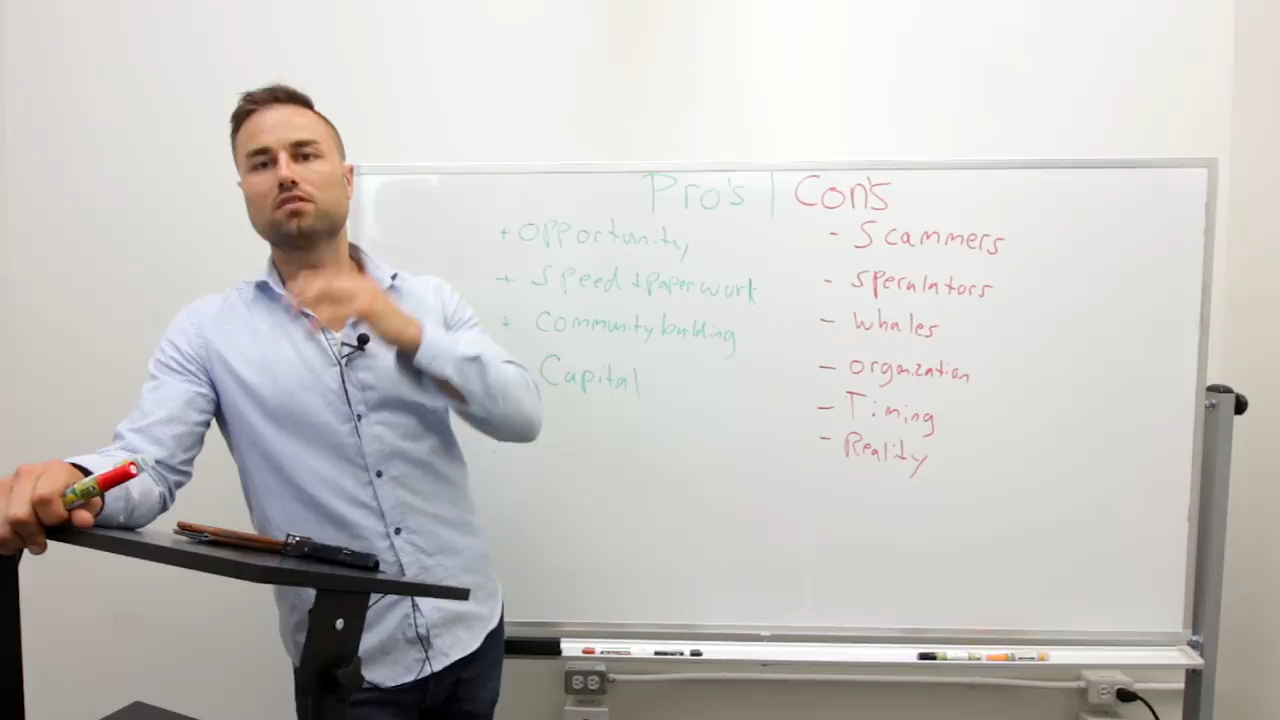 Pro's | Con's
+ Opportunity
+ Speed + paperwork
+ Community building
Capital
- Scammers
- Speculators
- Whales
- Organization
- Timing
- Reality